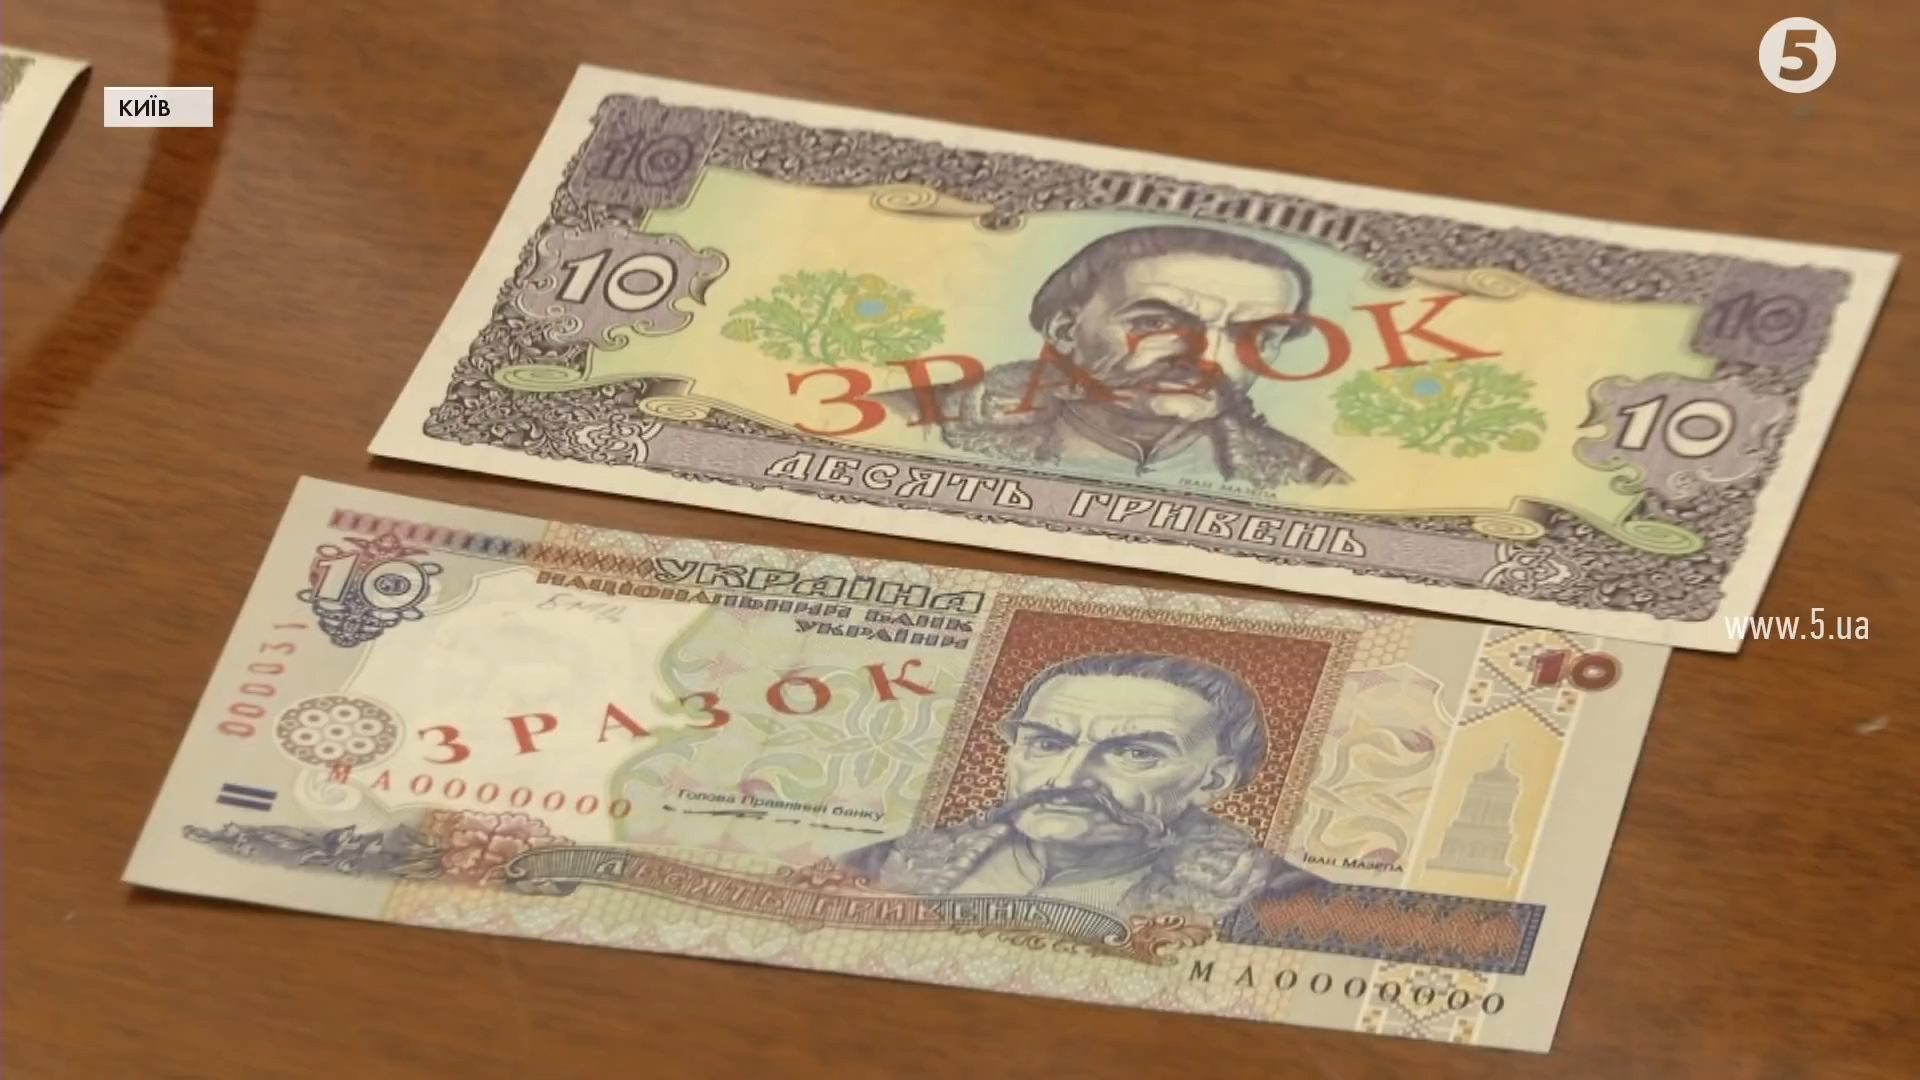 5
КИЇВ
10
УКРАЇНА
10
10
ЗРАЗОК
10
ІВАН МАЗЕПА
ДЕСЯТЬ ГРИВЕНЬ
www.5.ua
10
УКРАЇНА
НАЦІОНАЛЬНИЙ БАНК
УКРАЇНИ
10
000031
ЗРАЗОК
МА0000000
Голова Правління банку
Іван Мазепа
ДЕСЯТЬ ГРИВЕНЬ
МА0000000